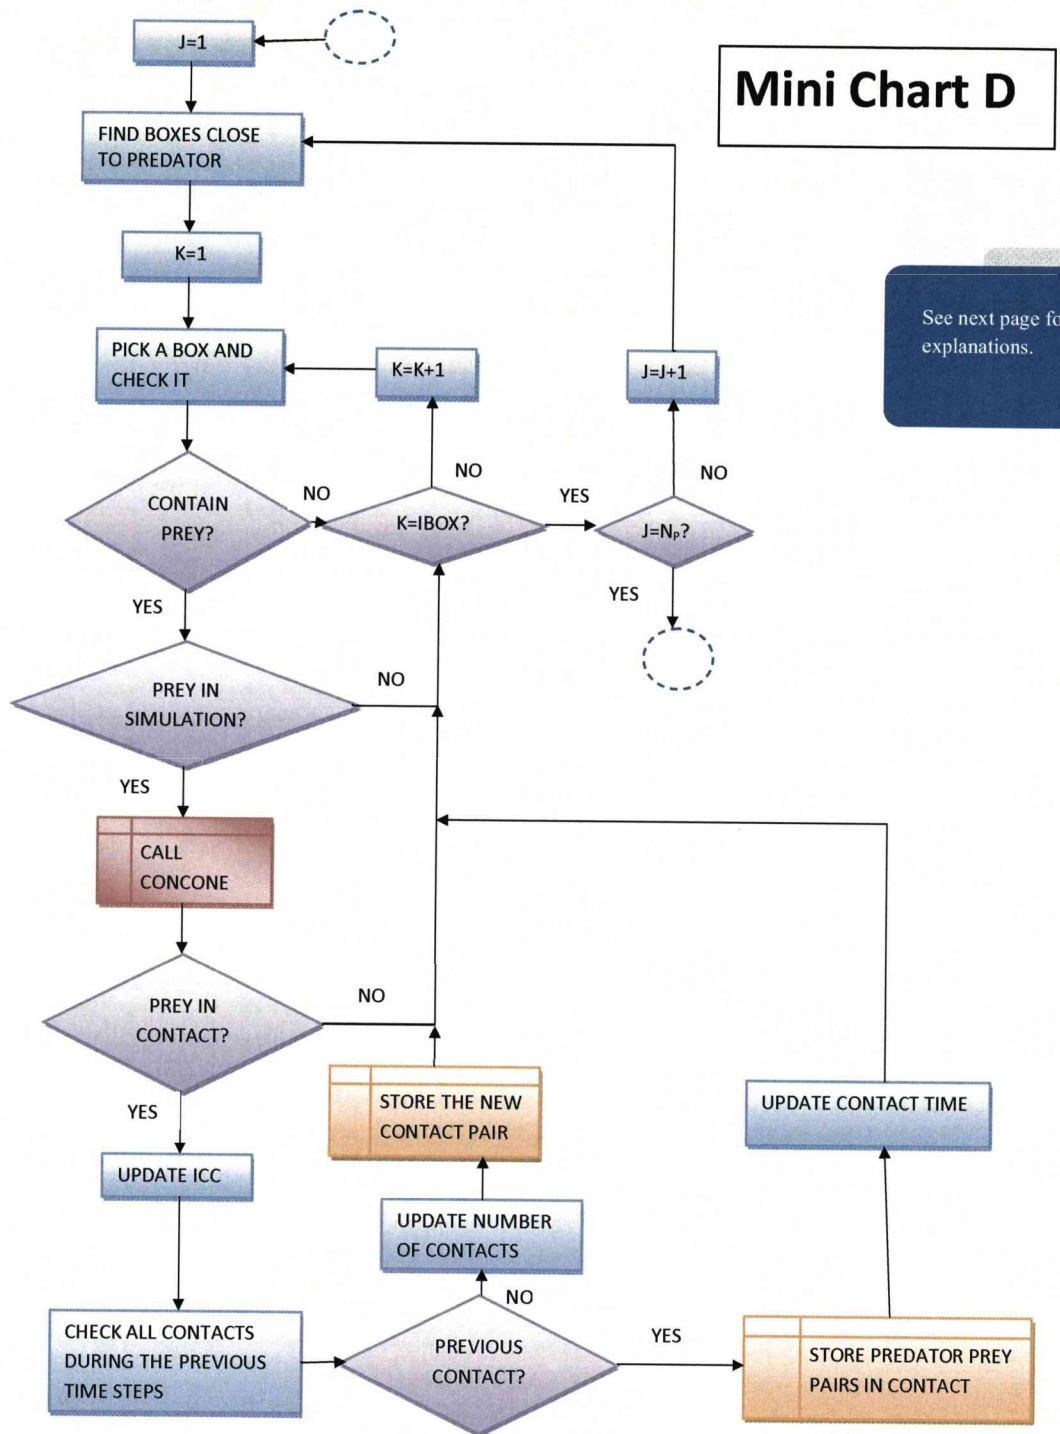 J=1
Mini Chart D
FIND BOXES CLOSE
TO PREDATOR
K=1
See next page fo
explanations.
PICK A BOX AND
CHECK IT
K=K+1
J=J+1
NO
NO
CONTAIN
PREY?
NO
K=IBOX?
YES
J=Nₚ?
YES
YES
PREY IN
SIMULATION?
NO
YES
CALL
CONCONE
PREY IN
CONTACT?
NO
YES
STORE THE NEW
CONTACT PAIR
UPDATE CONTACT TIME
UPDATE ICC
UPDATE NUMBER
OF CONTACTS
NO
CHECK ALL CONTACTS
DURING THE PREVIOUS
TIME STEPS
PREVIOUS
CONTACT?
YES
STORE PREDATOR PREY
PAIRS IN CONTACT